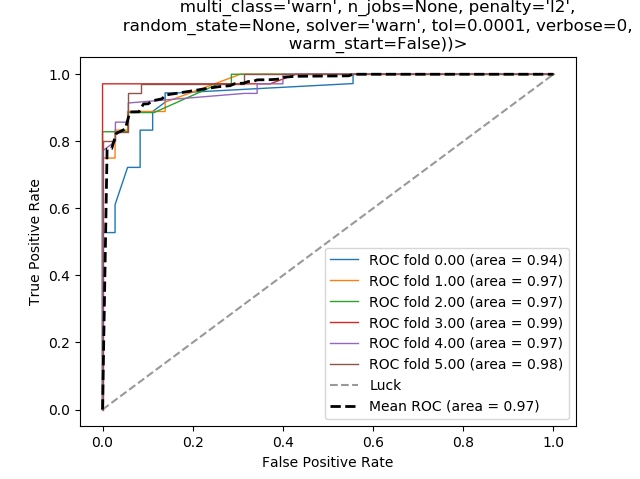 multi_class='warn', n_jobs=None, penalty='l2',
random_state=None, solver='warn', tol=0.0001, verbose=0,
warm_start=False))>
1.0
0.8
0.6
0.4
0.2
0.0
True Positive Rate
ROC fold 0.00 (area = 0.94)
ROC fold 1.00 (area = 0.97)
ROC fold 2.00 (area = 0.97)
ROC fold 3.00 (area = 0.99)
ROC fold 4.00 (area = 0.97)
ROC fold 5.00 (area = 0.98)
Luck
Mean ROC (area = 0.97)
0.0 0.2 0.4 0.6 0.8 1.0
False Positive Rate